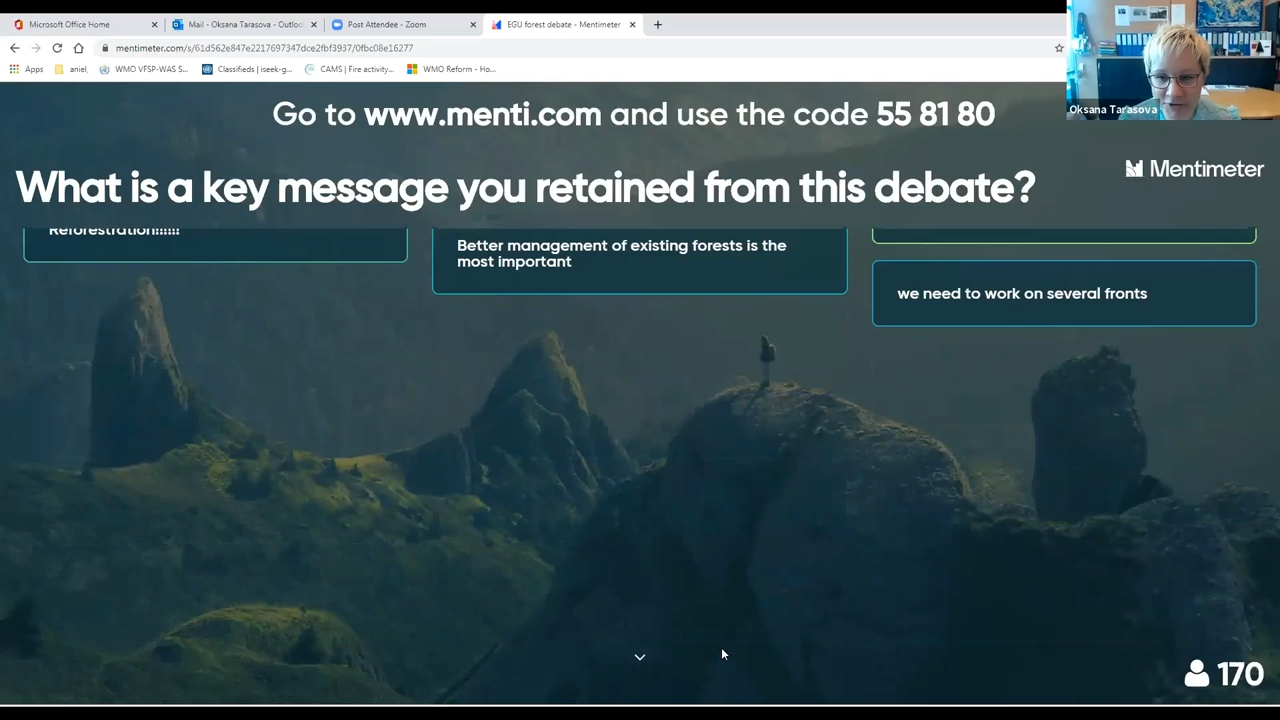 Microsoft Office Home
Mail - Oksana Tarasova - Outlo
Post Attendee - Zoom
EGU forest debate - Mentimeter
mentimeter.com/s/61d562e847e2217697347dce2fbf3937/0fbc08e16277
Apps
aniel,
WMO VFSP-WAS S...
Classifieds | iseek-g...
CAMS | Fire activity...
WMO Reform - Ho...
Oksana Tarasova
Go to www.menti.com and use the code 55 81 80
Mentimeter
What is a key message you retained from this debate?
Reforestration!!!!!!
Better management of existing forests is the
most important
we need to work on several fronts
170